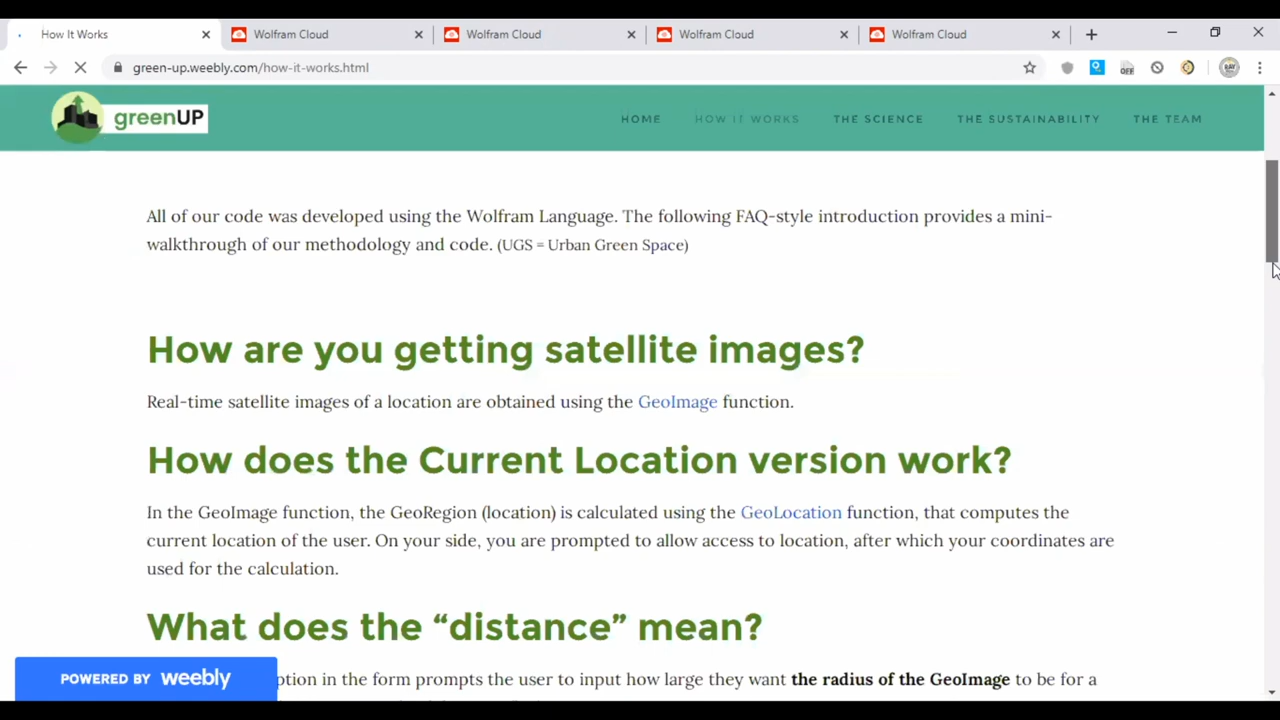 How It Works
Wolfram Cloud
Wolfram Cloud
Wolfram Cloud
Wolfram Cloud
green-up.weebly.com/how-it-works.html
OFF
greenUP
HOME
HOW IT WORKS
THE SCIENCE
THE SUSTAINABILITY
THE TEAM
All of our code was developed using the Wolfram Language. The following FAQ-style introduction provides a mini-
walkthrough of our methodology and code. (UGS = Urban Green Space)
How are you getting satellite images?
Real-time satellite images of a location are obtained using the GeoImage function.
How does the Current Location version work?
In the GeoImage function, the GeoRegion (location) is calculated using the GeoLocation function, that computes the
current location of the user. On your side, you are prompted to allow access to location, after which your coordinates are
used for the calculation.
What does the “distance” mean?
ption in the form prompts the user to input how large they want the radius of the GeoImage to be for a
POWERED BY weebly